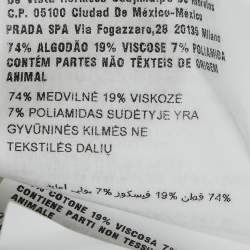 C.P. 05100 Ciudad De México-México
PRADA SPA Via Fogazzaro,28 20135 Milano
74% ALGODÃO 19% VISCOSE 7% POLIAMIDA
CONTÉM PARTES NÃO TÊXTEIS DE ORIGEM
ANIMAL
74% MEDVILNĖ 19% VISKOZĖ
7% POLIAMIDAS SUDĖTYJE YRA
GYVŪNINĖS KILMĖS NE
TEKSTILĖS DALIŲ
74% قطن 19% فيسكوز 7%
COTONE 19% VISCOSA 7%
CONTIENE PARTI NON TESSILI
ANIMALE